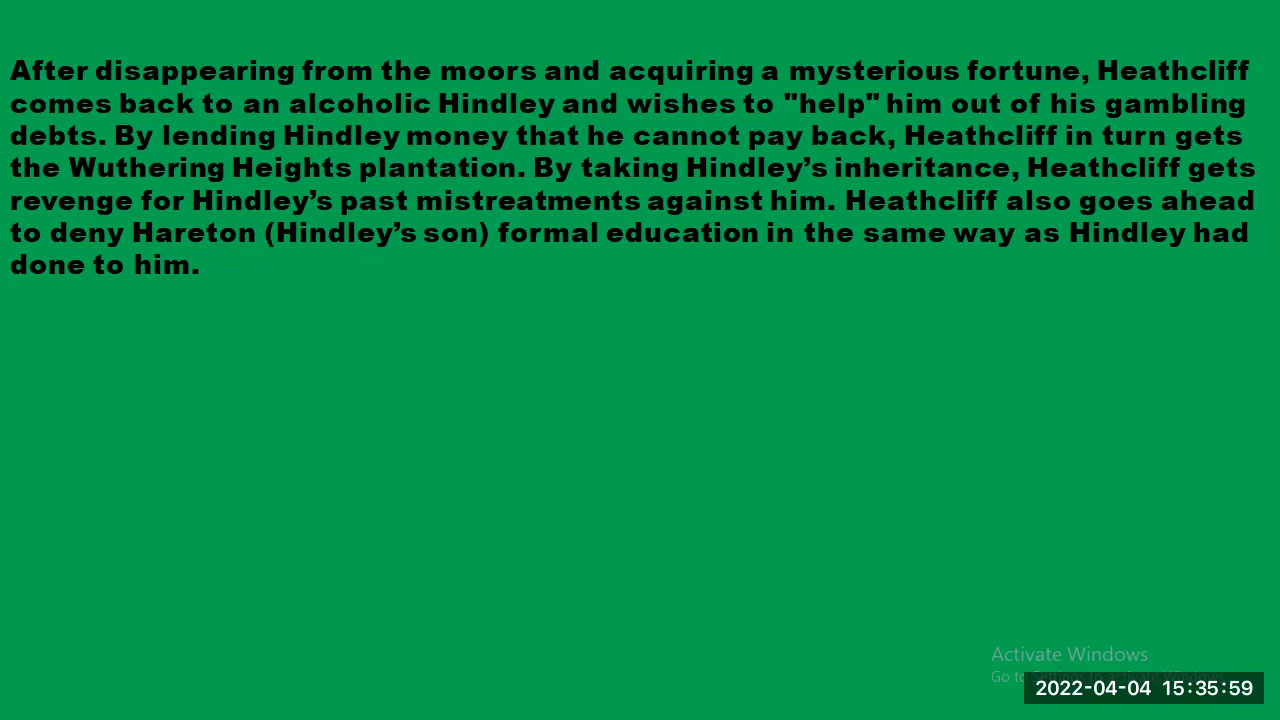 After disappearing from the moors and acquiring a mysterious fortune, Heathcliff
comes back to an alcoholic Hindley and wishes to "help" him out of his gambling
debts. By lending Hindley money that he cannot pay back, Heathcliff in turn gets
the Wuthering Heights plantation. By taking Hindley’s inheritance, Heathcliff gets
revenge for Hindley’s past mistreatments against him. Heathcliff also goes ahead
to deny Hareton (Hindley’s son) formal education in the same way as Hindley had
done to him.
Activate Windows
Go to
2022-04-04 15:35:59